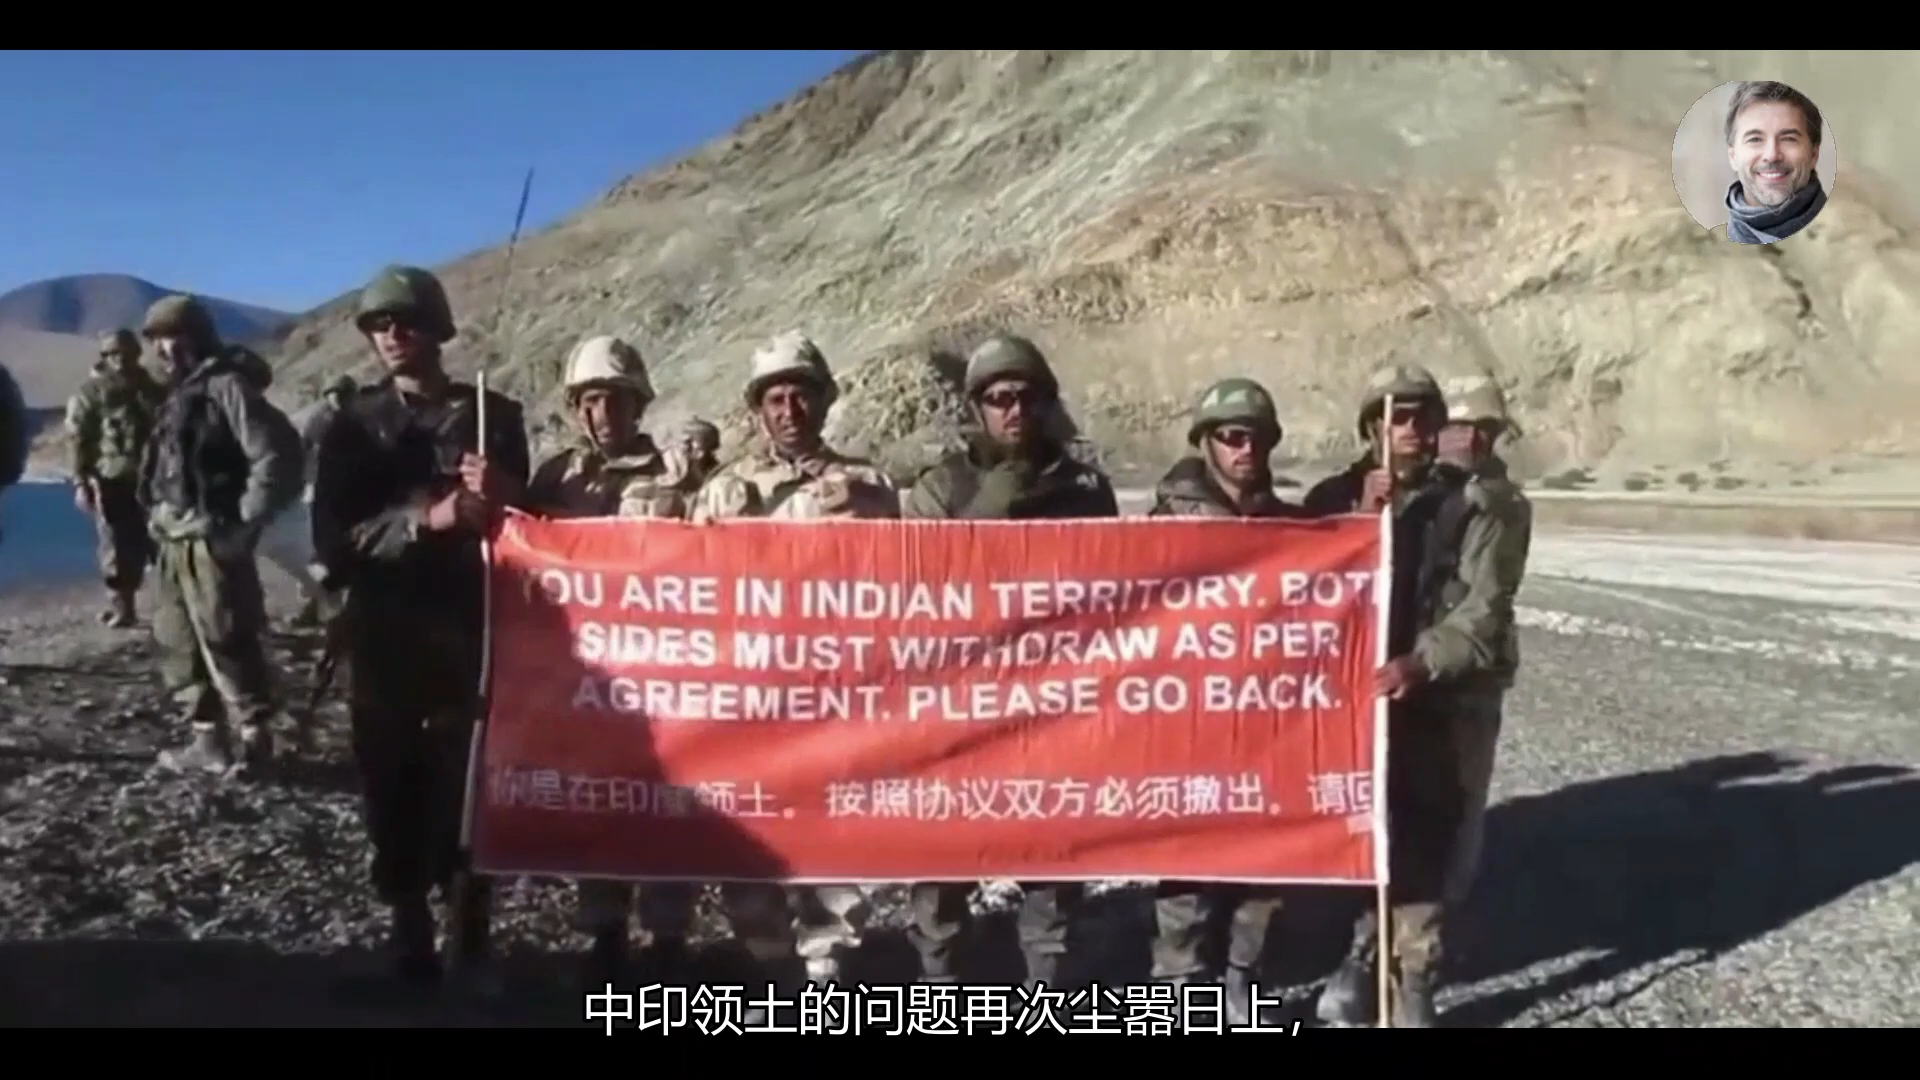 YOU ARE IN INDIAN TERRITORY. BOTH
SIDES MUST WITHDRAW AS PER
AGREEMENT. PLEASE GO BACK.
你是在印度领土。按照协议双方必须撤出。请回
中印领土的问题再次尘嚣日上，